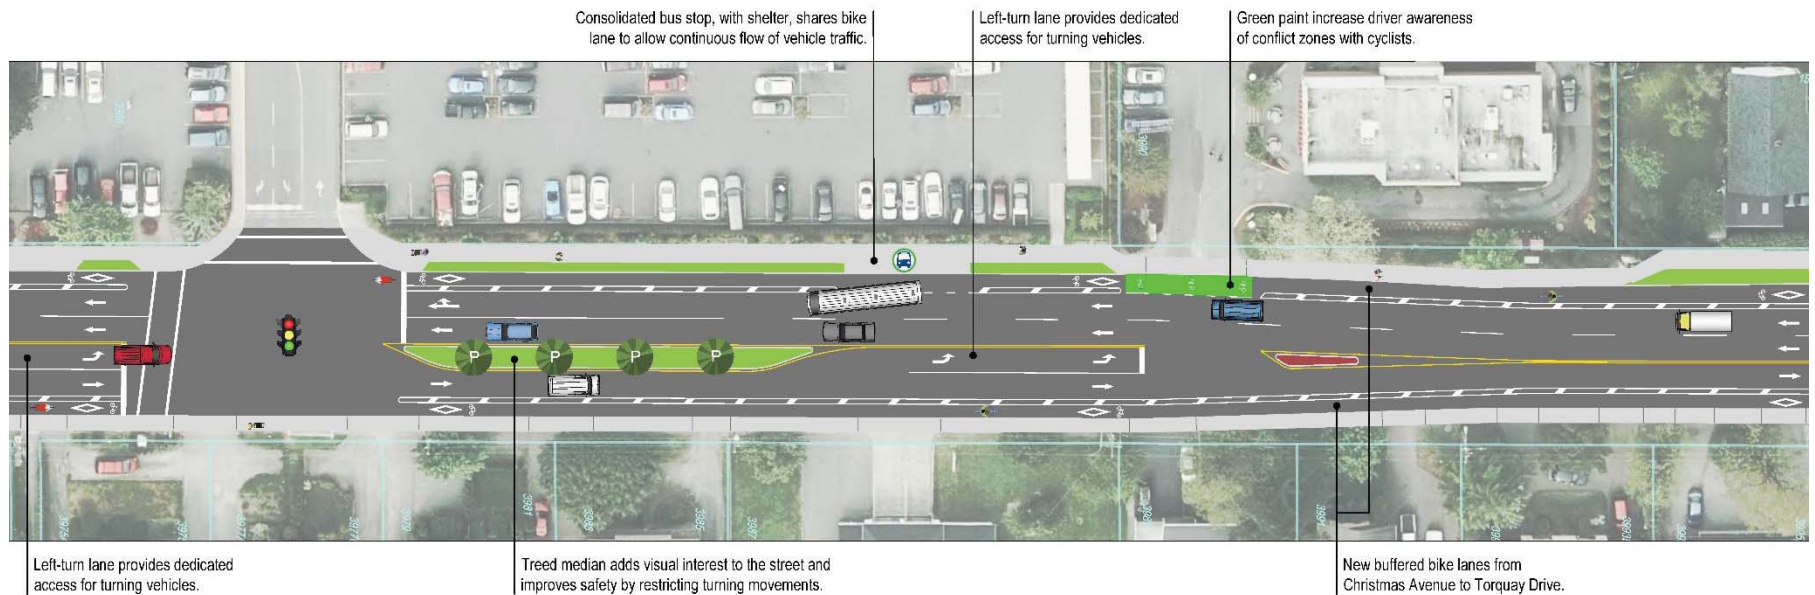 Consolidated bus stop, with shelter, shares bike
lane to allow continuous flow of vehicle traffic.
Left-turn lane provides dedicated
access for turning vehicles.
Green paint increase driver awareness
of conflict zones with cyclists.
P P P P
3981
Left-turn lane provides dedicated
access for turning vehicles.
Treed median adds visual interest to the street and
improves safety by restricting turning movements.
New buffered bike lanes from
Christmas Avenue to Torquay Drive.